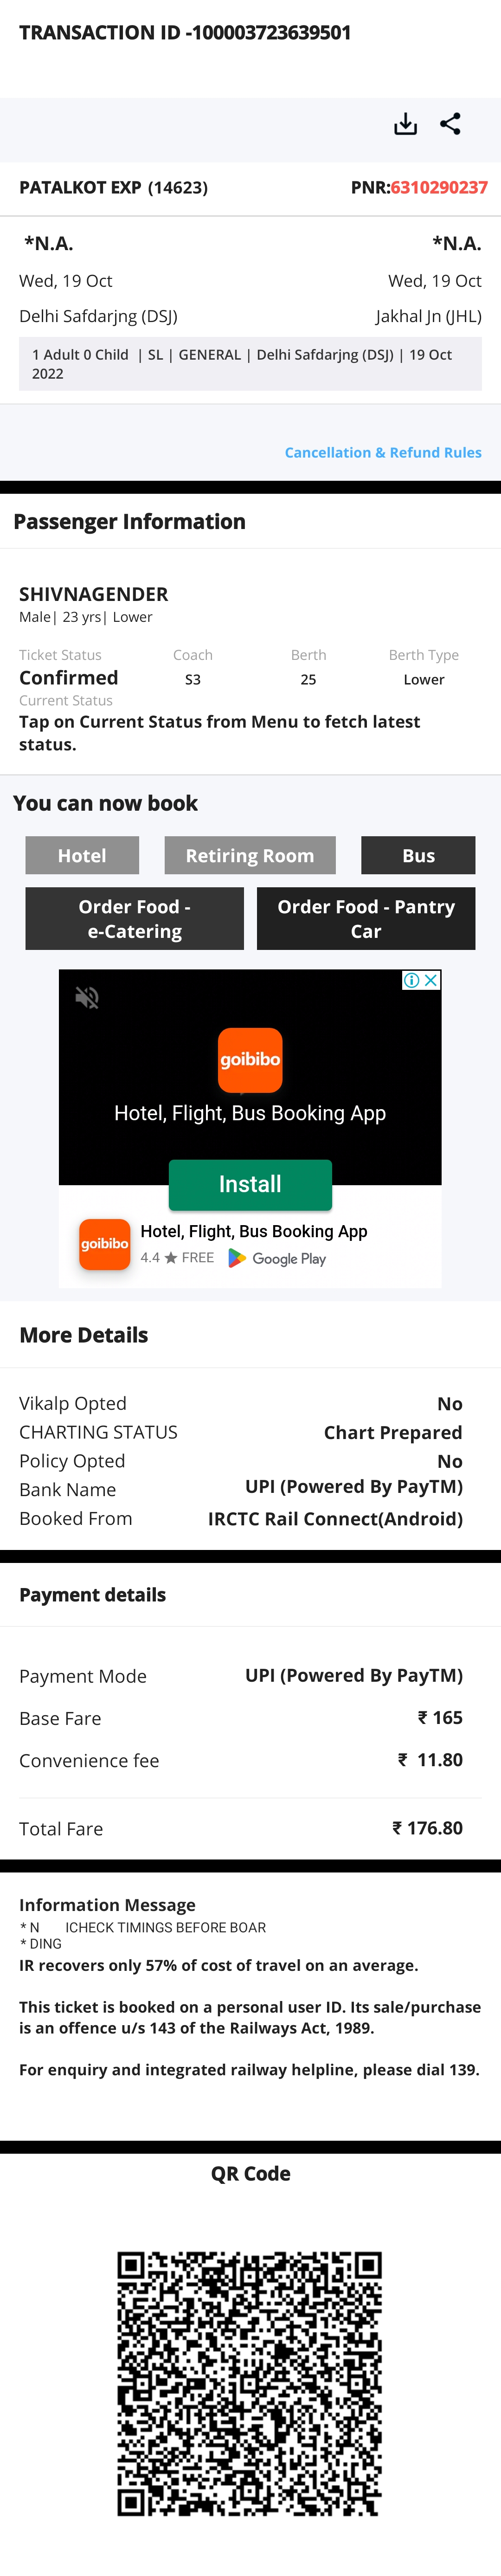 TRANSACTION ID -100003723639501
PATALKOT EXP (14623) PNR:6310290237
*N.A. *N.A.
Wed, 19 Oct Wed, 19 Oct
Delhi Safdarjng (DSJ) Jakhal Jn (JHL)
1 Adult 0 Child | SL | GENERAL | Delhi Safdarjng (DSJ) | 19 Oct
2022
Cancellation & Refund Rules
Passenger Information
SHIVNAGENDER
Male| 23 yrs| Lower
Ticket Status Coach Berth Berth Type
Confirmed S3 25 Lower
Current Status
Tap on Current Status from Menu to fetch latest
status.
You can now book
Hotel Retiring Room Bus
Order Food - Order Food - Pantry
e-Catering Car
goibibo
Hotel, Flight, Bus Booking App
Install
goibibo Hotel, Flight, Bus Booking App
4.4 ★ FREE Google Play
More Details
Vikalp Opted No
CHARTING STATUS Chart Prepared
Policy Opted No
Bank Name UPI (Powered By PayTM)
Booked From IRCTC Rail Connect(Android)
Payment details
Payment Mode UPI (Powered By PayTM)
Base Fare ₹ 165
Convenience fee ₹ 11.80
Total Fare ₹ 176.80
Information Message
* N ICHECK TIMINGS BEFORE BOAR
* DING
IR recovers only 57% of cost of travel on an average.
This ticket is booked on a personal user ID. Its sale/purchase
is an offence u/s 143 of the Railways Act, 1989.
For enquiry and integrated railway helpline, please dial 139.
QR Code